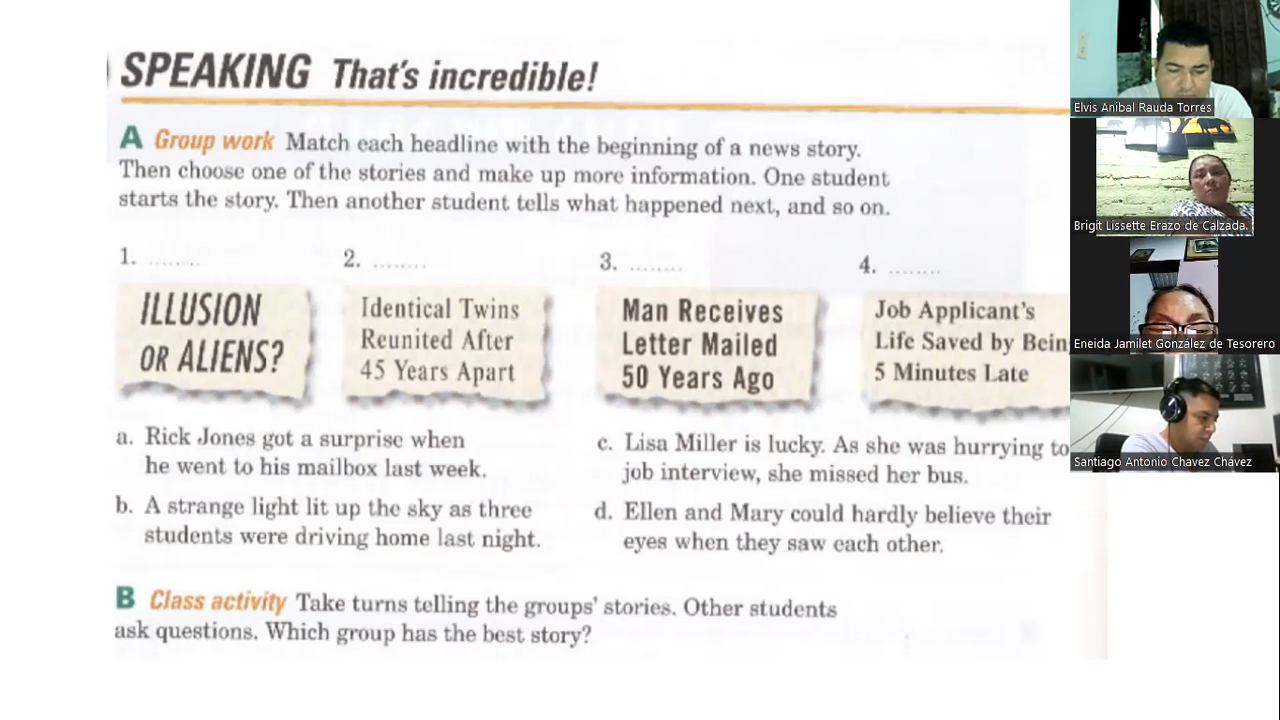 SPEAKING That's incredible!
A Group work Match each headline with the beginning of a news story.
Then choose one of the stories and make up more information. One student
starts the story. Then another student tells what happened next, and so on.
1. ........
2. ........
3. ........
4. ........
ILLUSION
OR ALIENS?
Identical Twins
Reunited After
45 Years Apart
Man Receives
Letter Mailed
50 Years Ago
Job Applicant's
Life Saved by Bein
5 Minutes Late
a. Rick Jones got a surprise when
he went to his mailbox last week.
b. A strange light lit up the sky as three
students were driving home last night.
c. Lisa Miller is lucky. As she was hurrying to
job interview, she missed her bus.
d. Ellen and Mary could hardly believe their
eyes when they saw each other.
B Class activity Take turns telling the groups' stories. Other students
ask questions. Which group has the best story?
Elvis Anibal Rauda Torres
Brigit Lissette Erazo de Calzada.
Eneida Jamilet González de Tesorero
Santiago Antonio Chavez Chávez